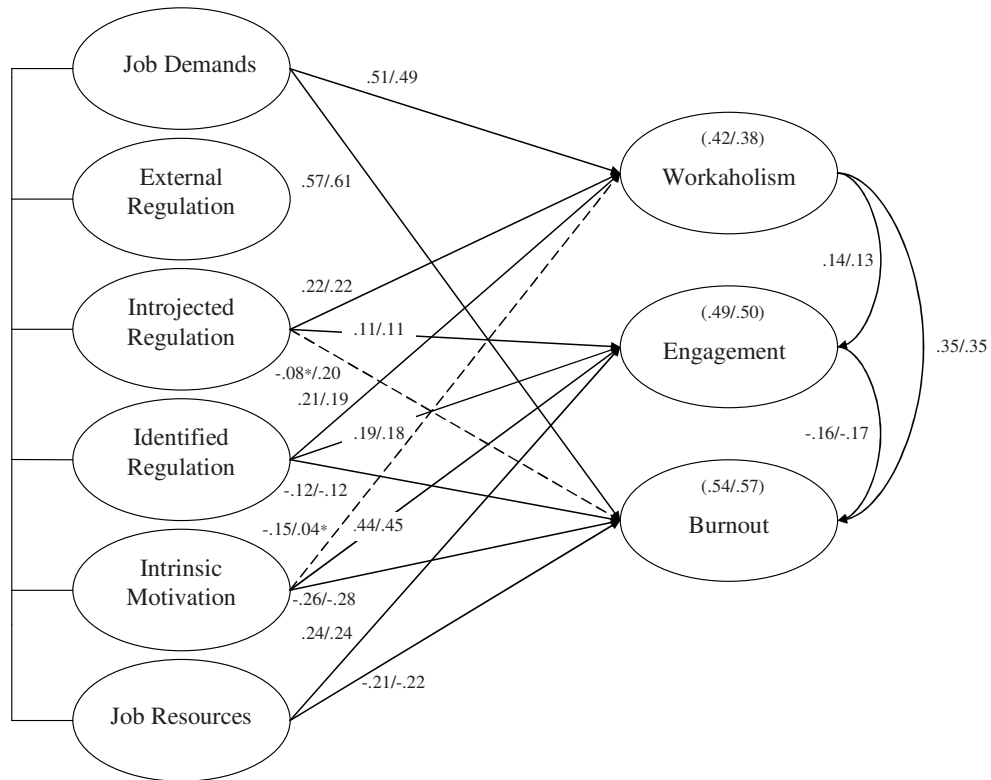 Job Demands
.51/.49
(.42/.38)
Workaholism
External
Regulation
.57/.61
.14/.13
Introjected
Regulation
.22/.22
.11/.11
(.49/.50)
Engagement
.35/.35
-.08*/.20
.21/.19
Identified
Regulation
.19/.18
-.16/-.17
-.12/-.12
(.54/.57)
Burnout
-.15/.04*
.44/.45
Intrinsic
Motivation
-.26/-.28
.24/.24
-.21/-.22
Job Resources